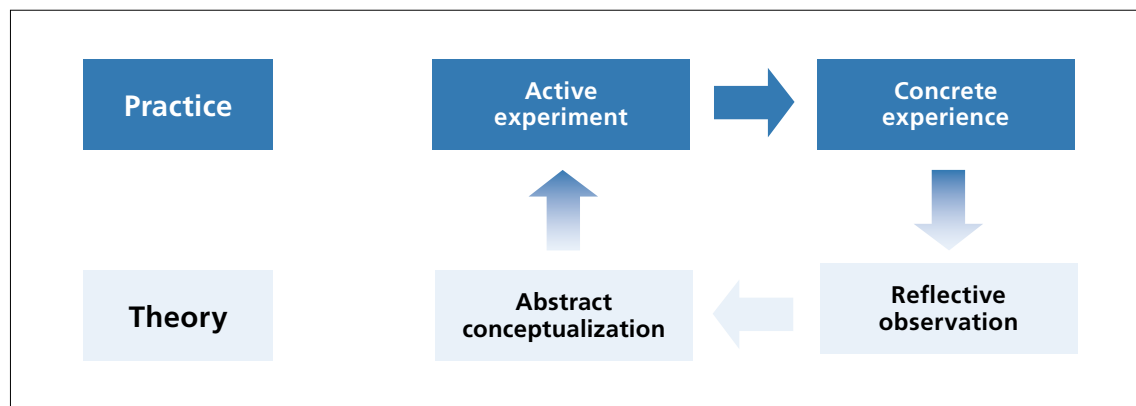 Practice
Active
experiment
Concrete
experience
Theory
Abstract
conceptualization
Reflective
observation